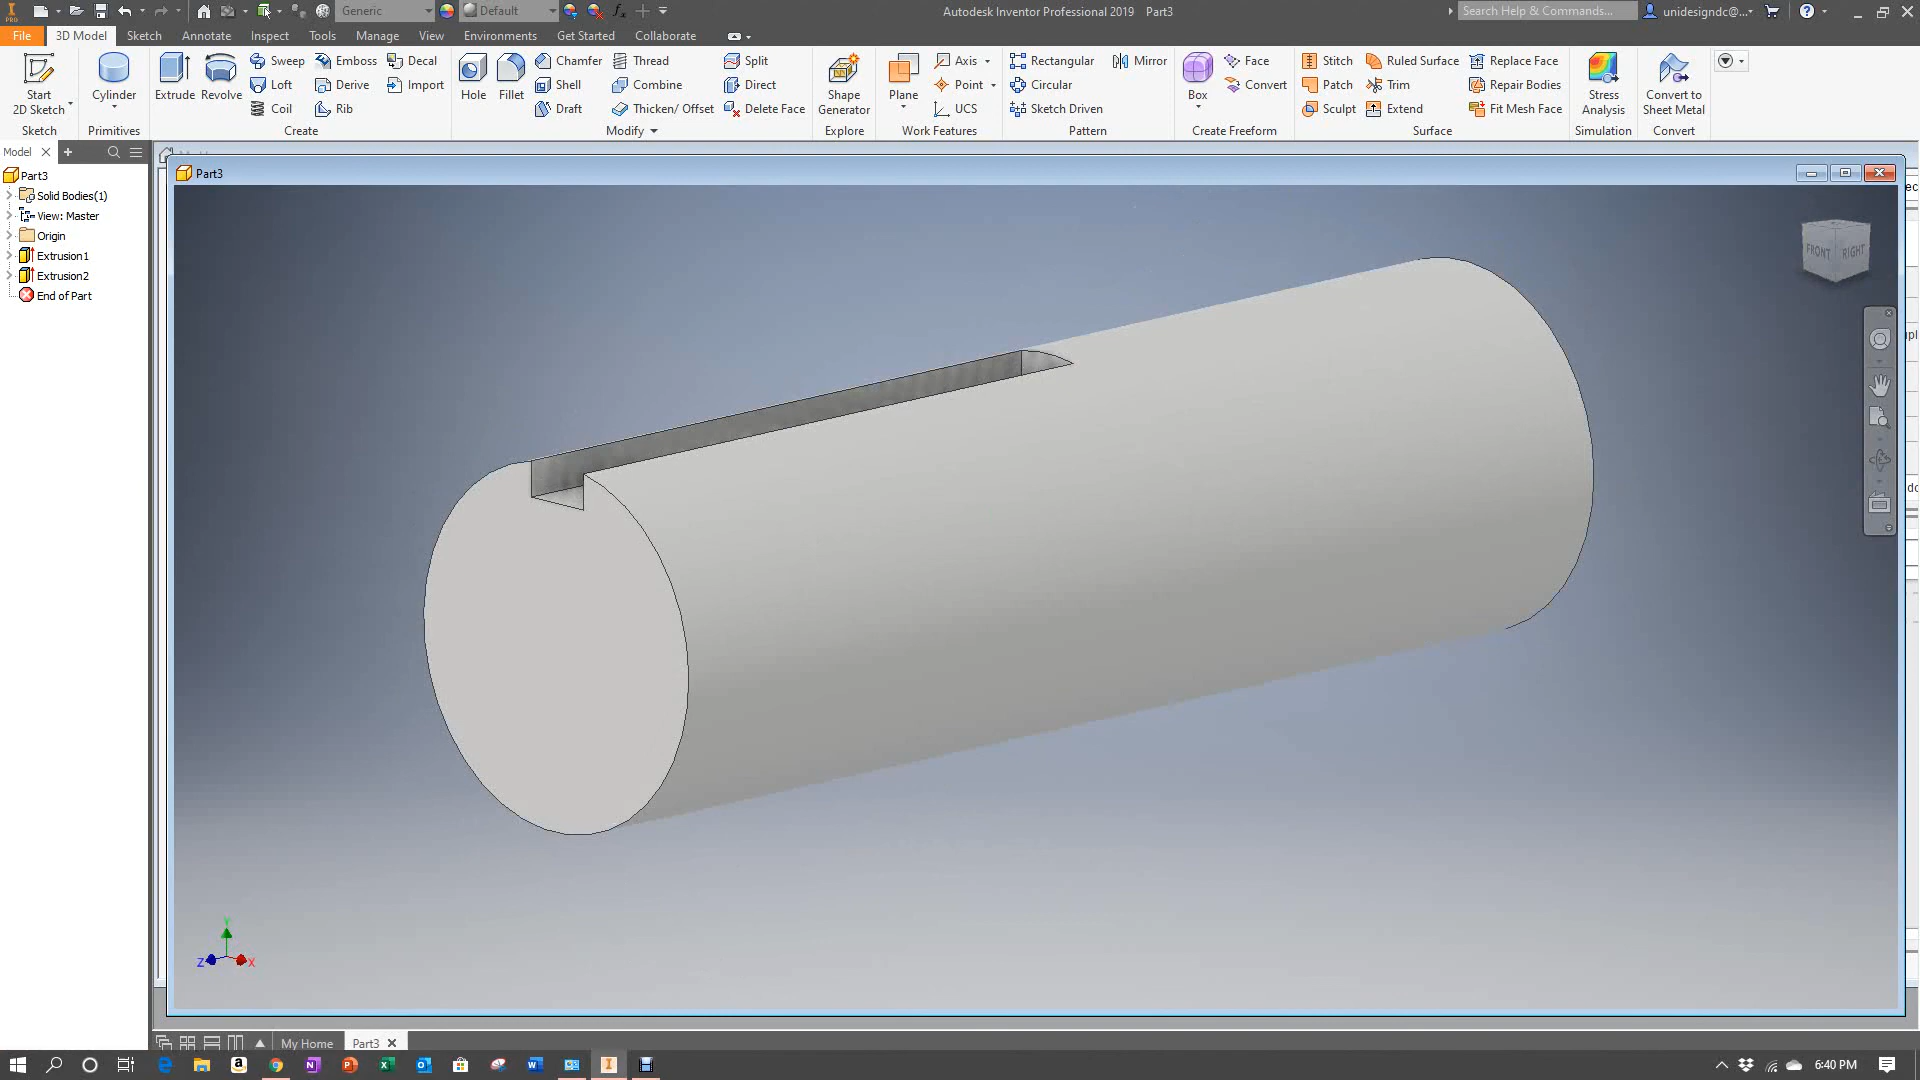 Generic Default Autodesk Inventor Professional 2019 Part3 Search Help & Commands... unidesigndc@...
PRO
File 3D Model Sketch Annotate Inspect Tools Manage View Environments Get Started Collaborate
Start 2D Sketch
Sketch
Cylinder
Primitives
Extrude Revolve
Sweep Emboss Decal
Loft Derive Import
Coil Rib
Create
Hole Fillet
Chamfer Thread Split
Shell Combine Direct
Draft Thicken/ Offset Delete Face
Modify
Shape Generator
Explore
Plane
Axis
Point
UCS
Work Features
Rectangular Mirror
Circular
Sketch Driven
Pattern
Box
Face
Convert
Create Freeform
Stitch Ruled Surface Replace Face
Patch Trim Repair Bodies
Sculpt Extend Fit Mesh Face
Surface
Stress Analysis
Simulation
Convert to Sheet Metal
Convert
Model
Part3
Part3
Solid Bodies(1)
View: Master
Origin
Extrusion1
Extrusion2
End of Part
FRONT RIGHT
Y
Z X
My Home Part3
6:40 PM